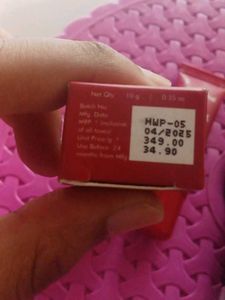 Net Qty. 10 g | 0.35 oz
Batch No. HWP-05
Mfg. Date 04/2025
MRP ₹ Inclusive 349.00
of all taxes
Unit Price/g ₹ 34.90
Use Before 24
months from Mfg